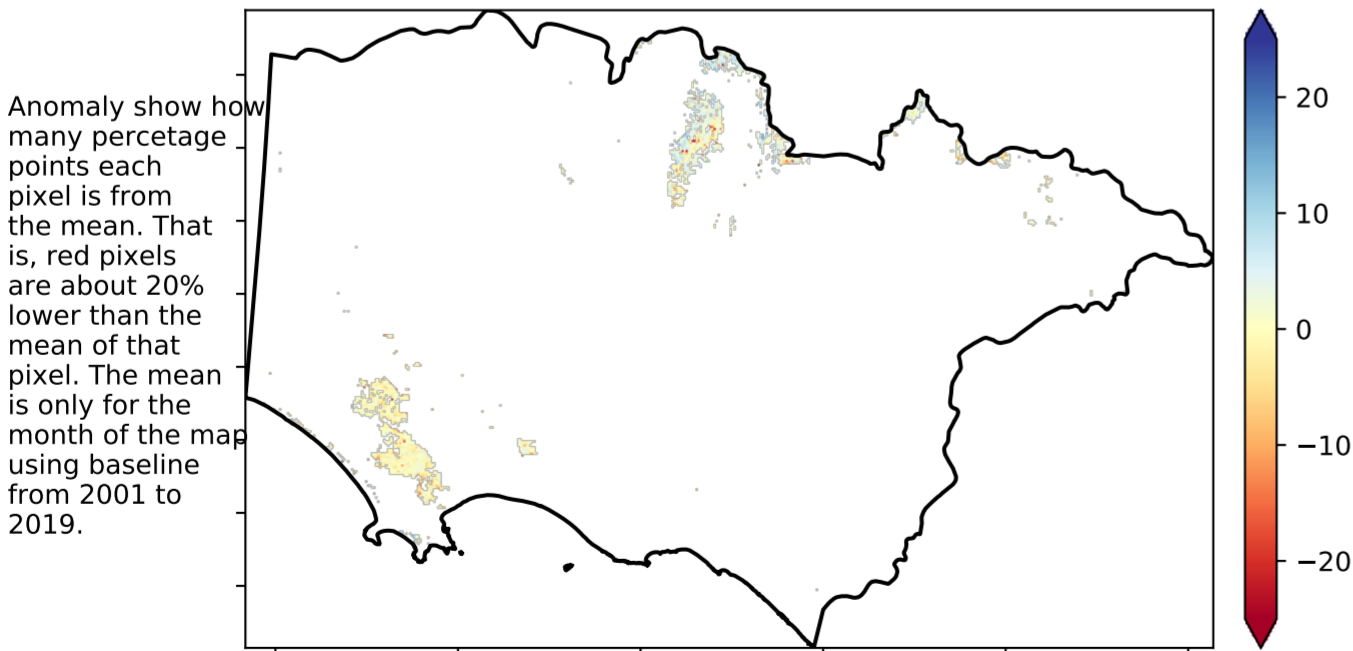 Anomaly show how
many percetage
points each
pixel is from
the mean. That
is, red pixels
are about 20%
lower than the
mean of that
pixel. The mean
is only for the
month of the map
using baseline
from 2001 to
2019.
20
10
0
−10
−20